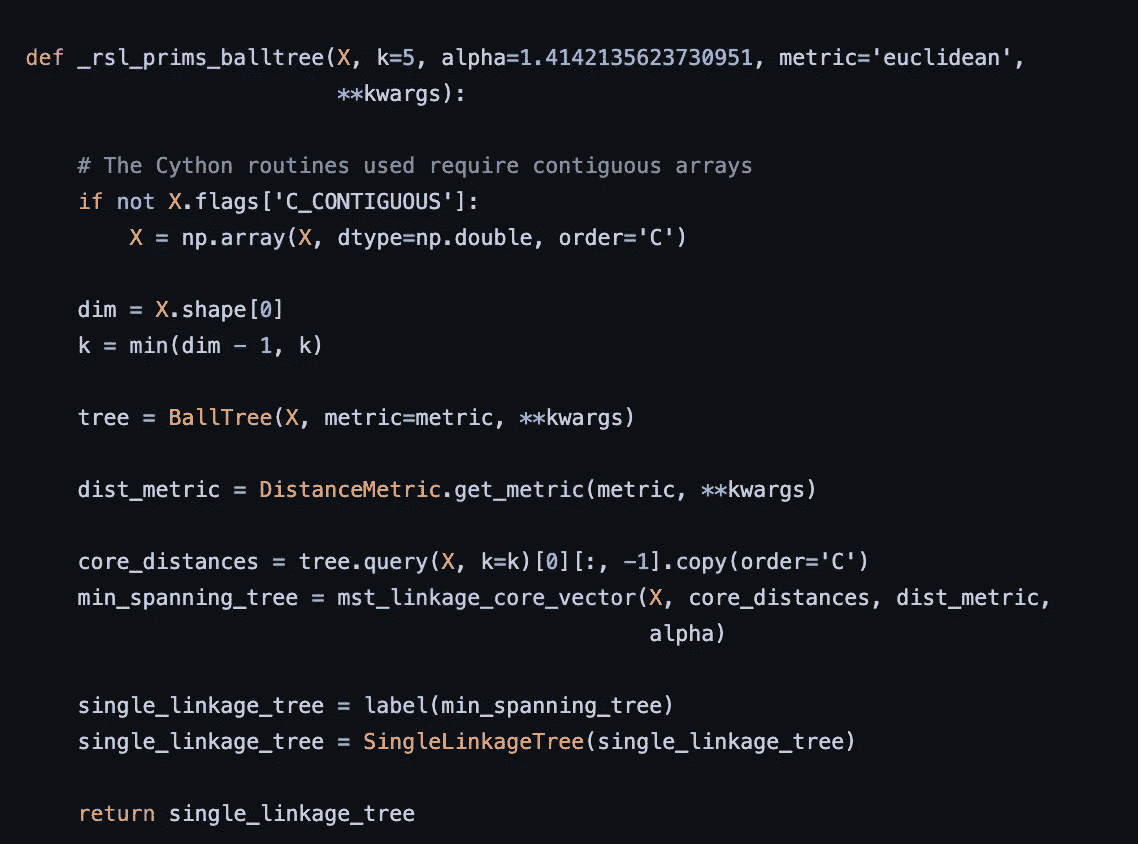 def _rsl_prims_balltree(X, k=5, alpha=1.4142135623730951, metric='euclidean',
                        **kwargs):
    # The Cython routines used require contiguous arrays
    if not X.flags['C_CONTIGUOUS']:
        X = np.array(X, dtype=np.double, order='C')
    dim = X.shape[0]
    k = min(dim - 1, k)
    tree = BallTree(X, metric=metric, **kwargs)
    dist_metric = DistanceMetric.get_metric(metric, **kwargs)
    core_distances = tree.query(X, k=k)[0][:, -1].copy(order='C')
    min_spanning_tree = mst_linkage_core_vector(X, core_distances, dist_metric,
                                                alpha)
    single_linkage_tree = label(min_spanning_tree)
    single_linkage_tree = SingleLinkageTree(single_linkage_tree)
    return single_linkage_tree